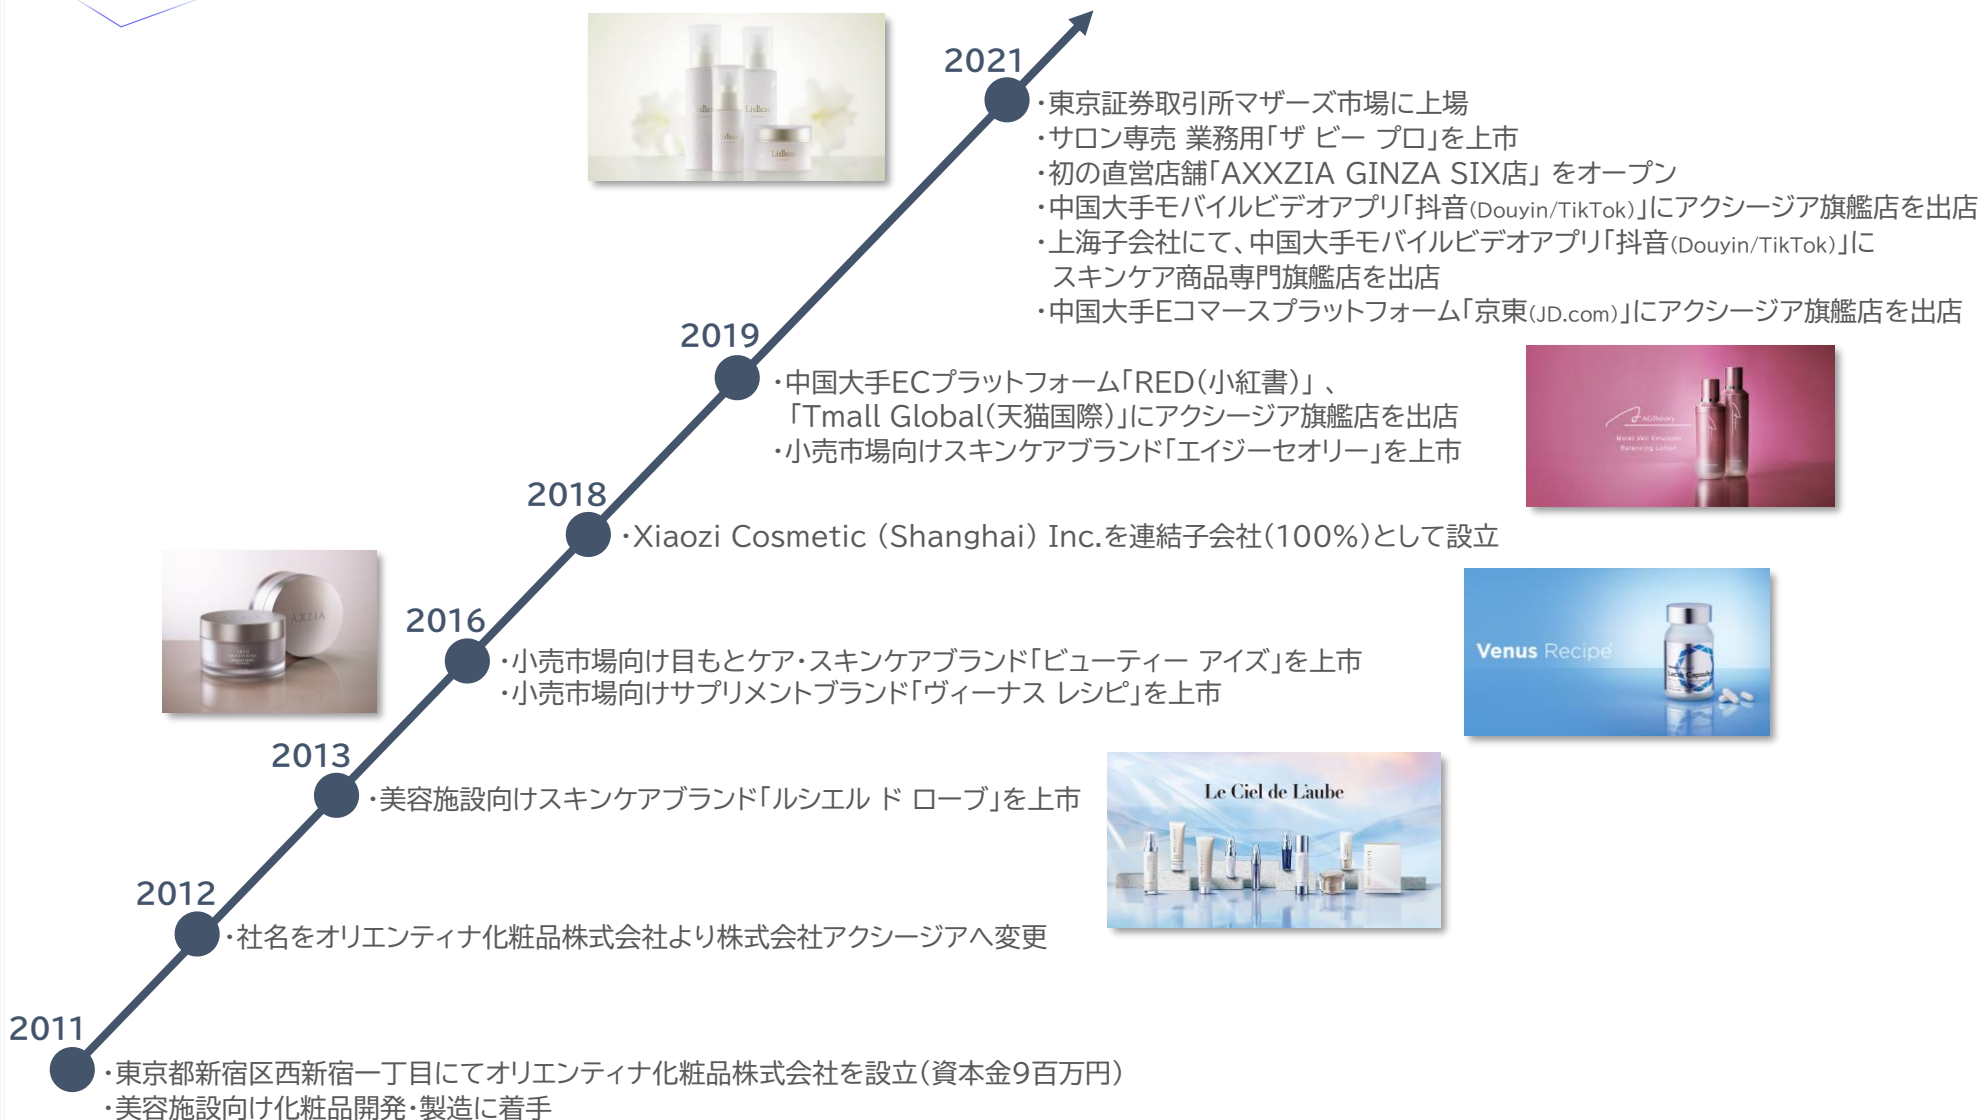 2021
・東京証券取引所マザーズ市場に上場
・サロン専売 業務用「ザ ビー プロ」を上市
・初の直営店舗「AXXZIA GINZA SIX店」 をオープン
・中国大手モバイルビデオアプリ「抖音(Douyin/TikTok)」にアクシージア旗艦店を出店
・上海子会社にて、中国大手モバイルビデオアプリ「抖音(Douyin/TikTok)」に
スキンケア商品専門旗艦店を出店
・中国大手Eコマースプラットフォーム「京東(JD.com)」にアクシージア旗艦店を出店
2019
・中国大手ECプラットフォーム「RED(小紅書)」 、
「Tmall Global(天猫国際)」にアクシージア旗艦店を出店
・小売市場向けスキンケアブランド「エイジーセオリー」を上市
AGtheory
Moist Veil Emulsion
Balancing Lotion
2018
・Xiaozi Cosmetic (Shanghai) Inc.を連結子会社(100%)として設立
AXZIA
Venus Recipe
2016
・小売市場向け目もとケア・スキンケアブランド「ビューティー アイズ」を上市
・小売市場向けサプリメントブランド「ヴィーナス レシピ」を上市
2013
・美容施設向けスキンケアブランド「ルシエル ド ローブ」を上市
Le Ciel de L'aube
2012
・社名をオリエンティナ化粧品株式会社より株式会社アクシージアへ変更
2011
・東京都新宿区西新宿一丁目にてオリエンティナ化粧品株式会社を設立(資本金9百万円)
・美容施設向け化粧品開発・製造に着手